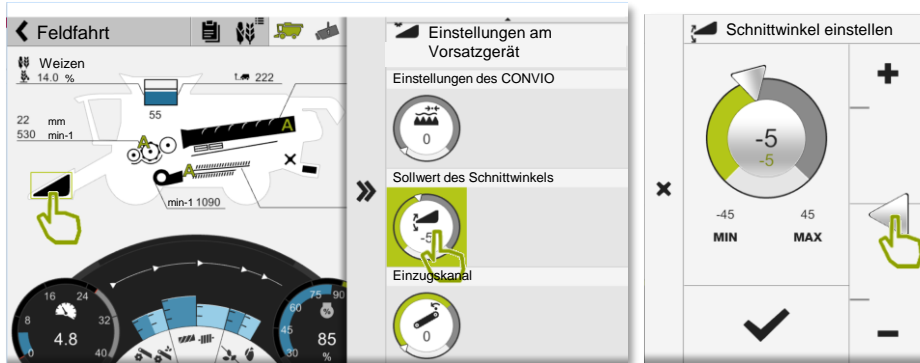 Feldfahrt
Weizen
14.0 %
t 222
55
22 mm
530 min-1
A
A
A
min-1 1090
8
16
24
32
40
4.8
30
45
60
75
90
%
85
%
Einstellungen am
Vorsatzgerät
Einstellungen des CONVIO
0
Sollwert des Schnittwinkels
-5
Einzugskanal
0
Schnittwinkel einstellen
-5
-5
-45
45
MIN
MAX